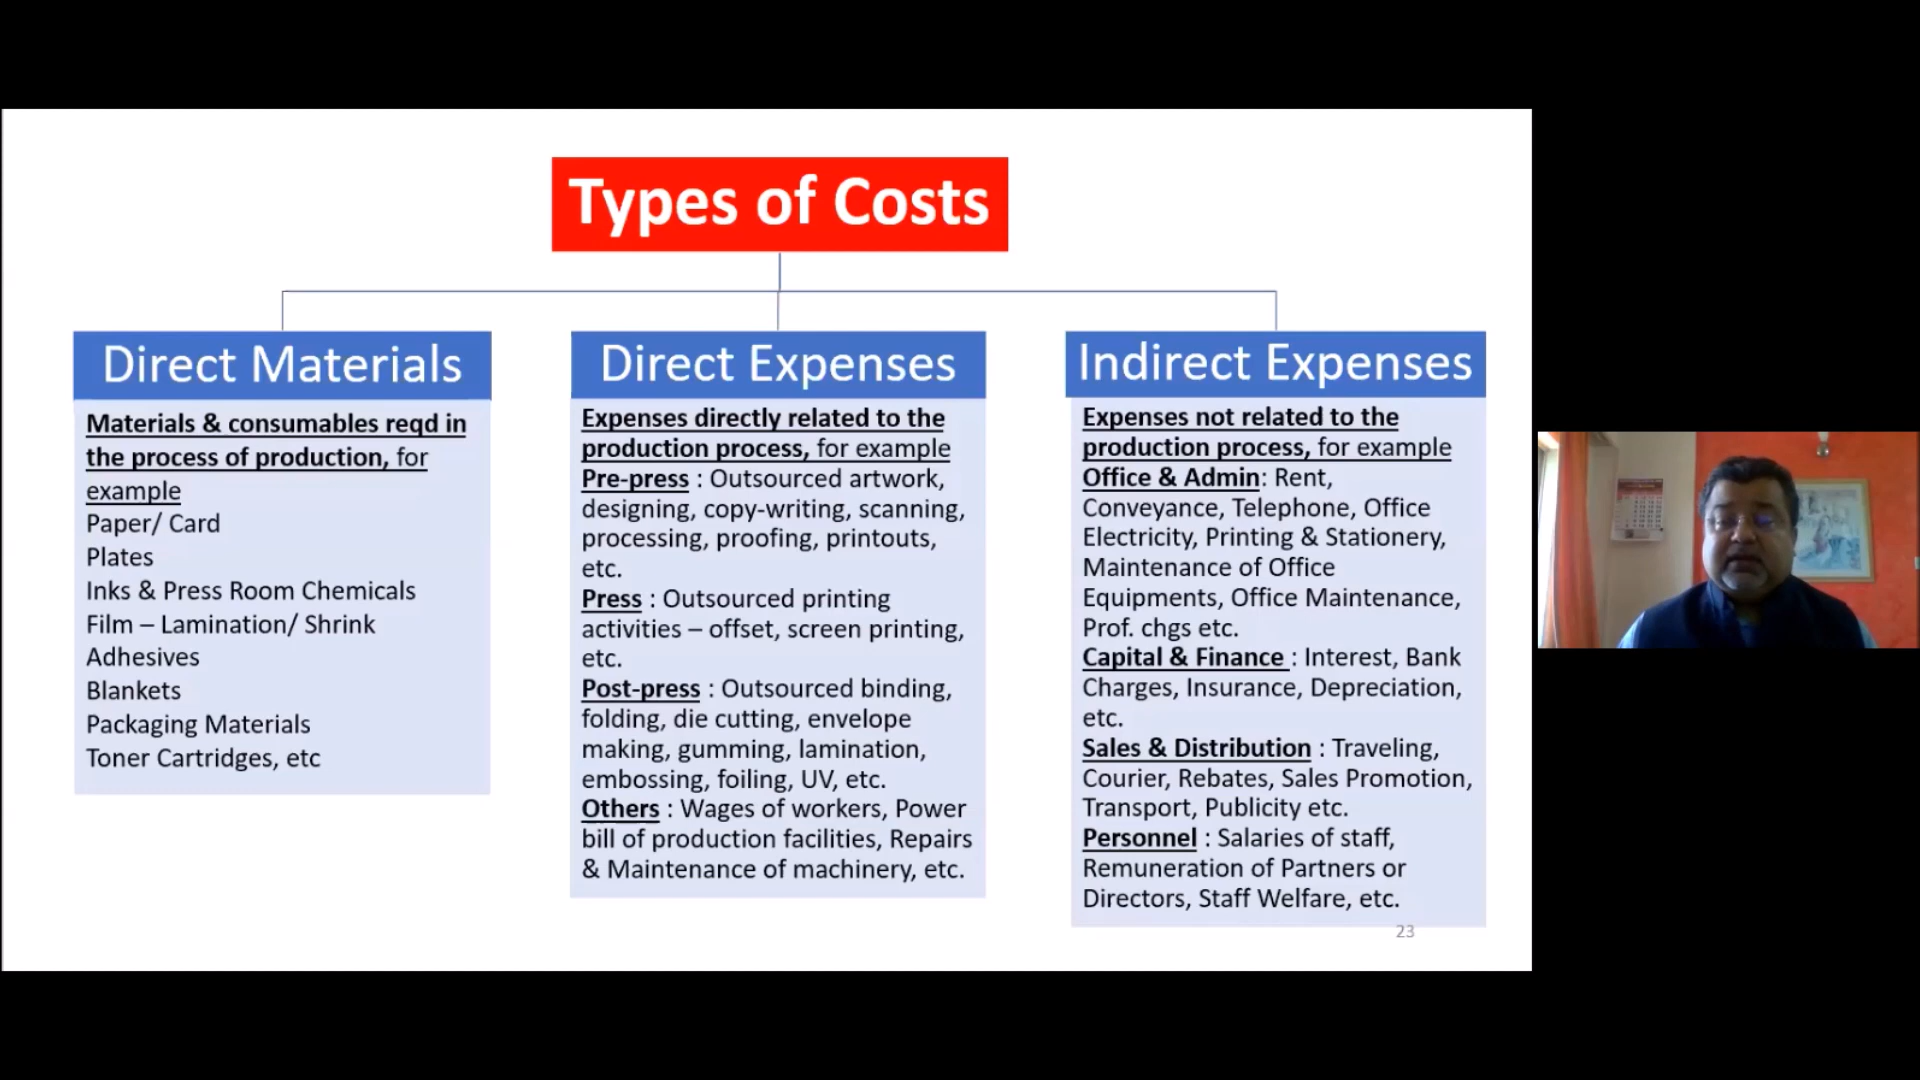 Types of Costs
Direct Materials
Materials & consumables reqd in
the process of production, for
example
Paper/ Card
Plates
Inks & Press Room Chemicals
Film – Lamination/ Shrink
Adhesives
Blankets
Packaging Materials
Toner Cartridges, etc
Direct Expenses
Expenses directly related to the
production process, for example
Pre-press : Outsourced artwork,
designing, copy-writing, scanning,
processing, proofing, printouts,
etc.
Press : Outsourced printing
activities – offset, screen printing,
etc.
Post-press : Outsourced binding,
folding, die cutting, envelope
making, gumming, lamination,
embossing, foiling, UV, etc.
Others : Wages of workers, Power
bill of production facilities, Repairs
& Maintenance of machinery, etc.
Indirect Expenses
Expenses not related to the
production process, for example
Office & Admin: Rent,
Conveyance, Telephone, Office
Electricity, Printing & Stationery,
Maintenance of Office
Equipments, Office Maintenance,
Prof. chgs etc.
Capital & Finance : Interest, Bank
Charges, Insurance, Depreciation,
etc.
Sales & Distribution : Traveling,
Courier, Rebates, Sales Promotion,
Transport, Publicity etc.
Personnel : Salaries of staff,
Remuneration of Partners or
Directors, Staff Welfare, etc.
23